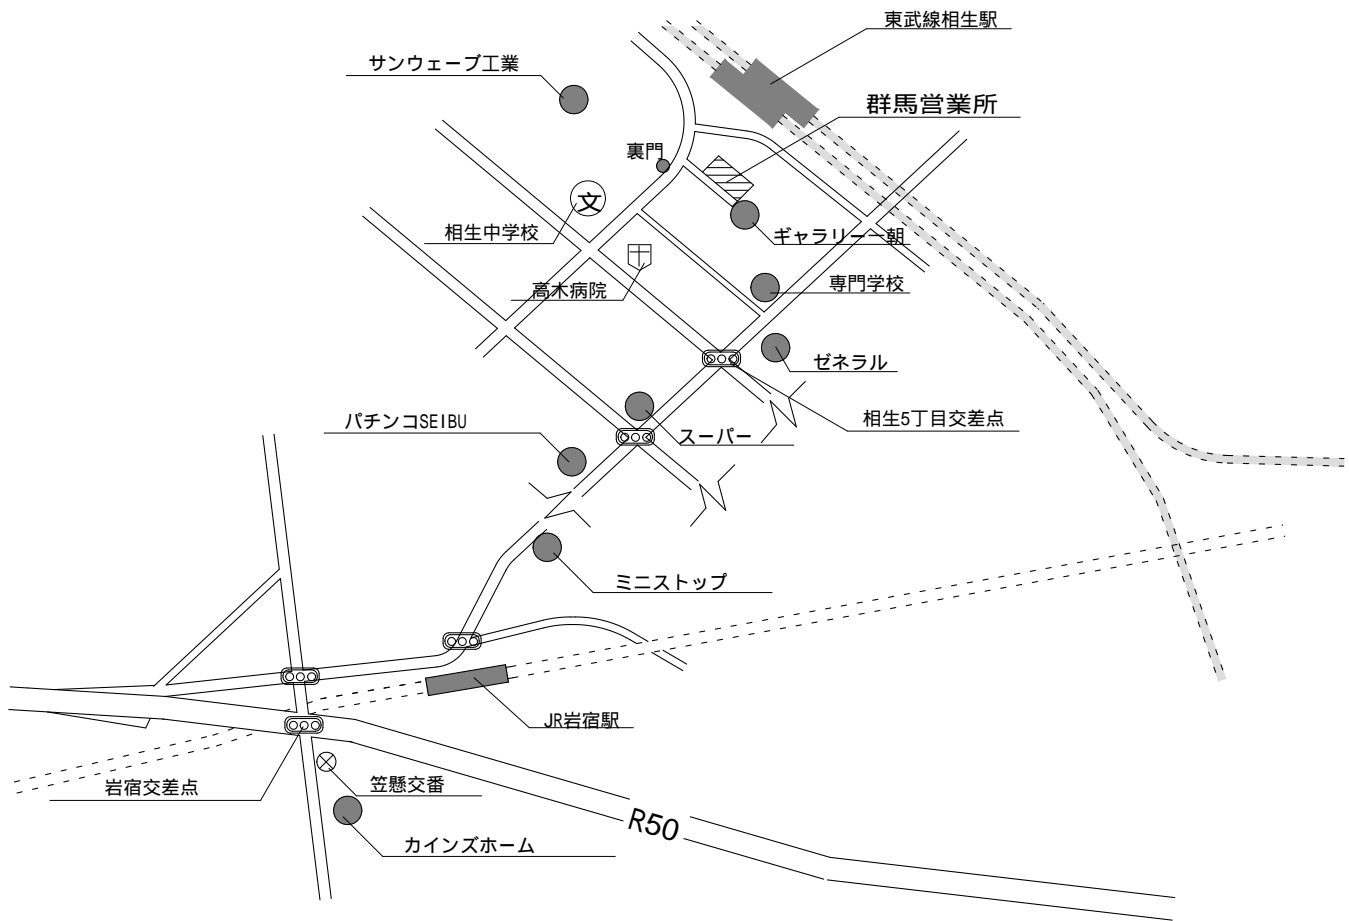 東武線相生駅
サンウェーブ工業
群馬営業所
裏門
文
相生中学校
ギャラリー一朝
高木病院
専門学校
ゼネラル
相生5丁目交差点
パチンコSEIBU
スーパー
ミニストップ
JR岩宿駅
岩宿交差点
笠懸交番
R50
カインズホーム